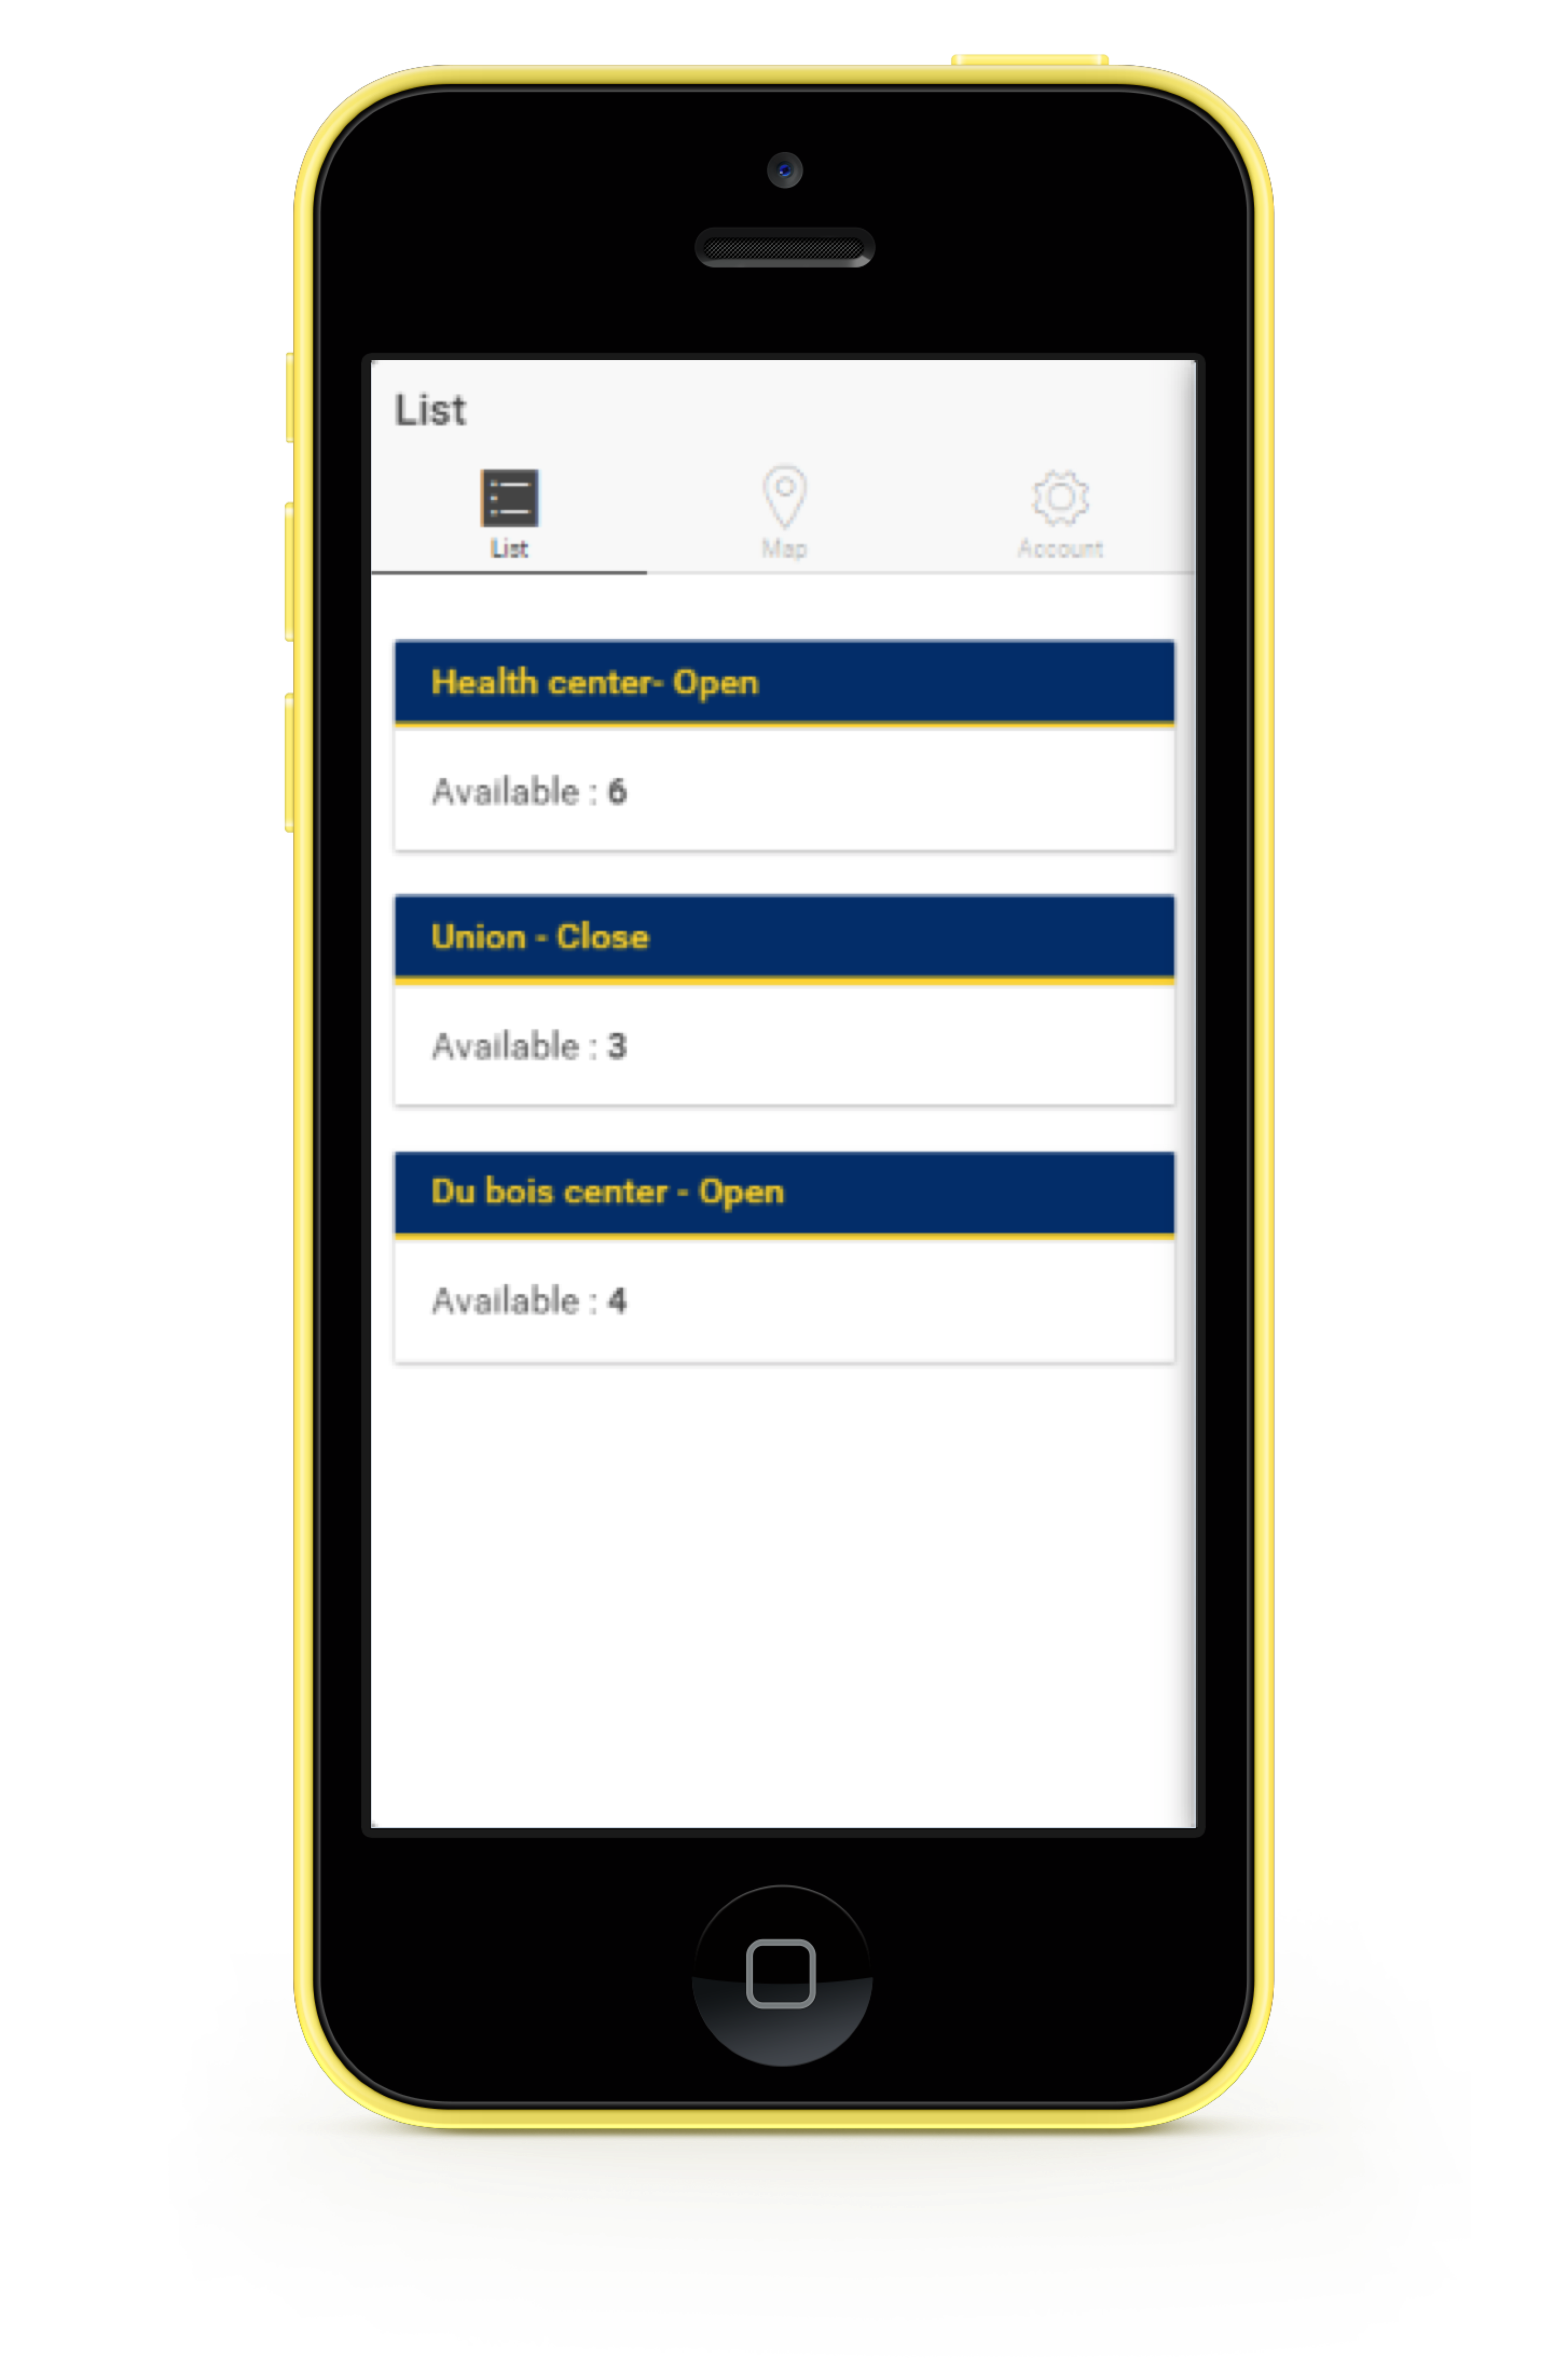 List
List
Map
Account
Health center- Open
Available : 6
Union - Close
Available : 3
Du bois center - Open
Available : 4